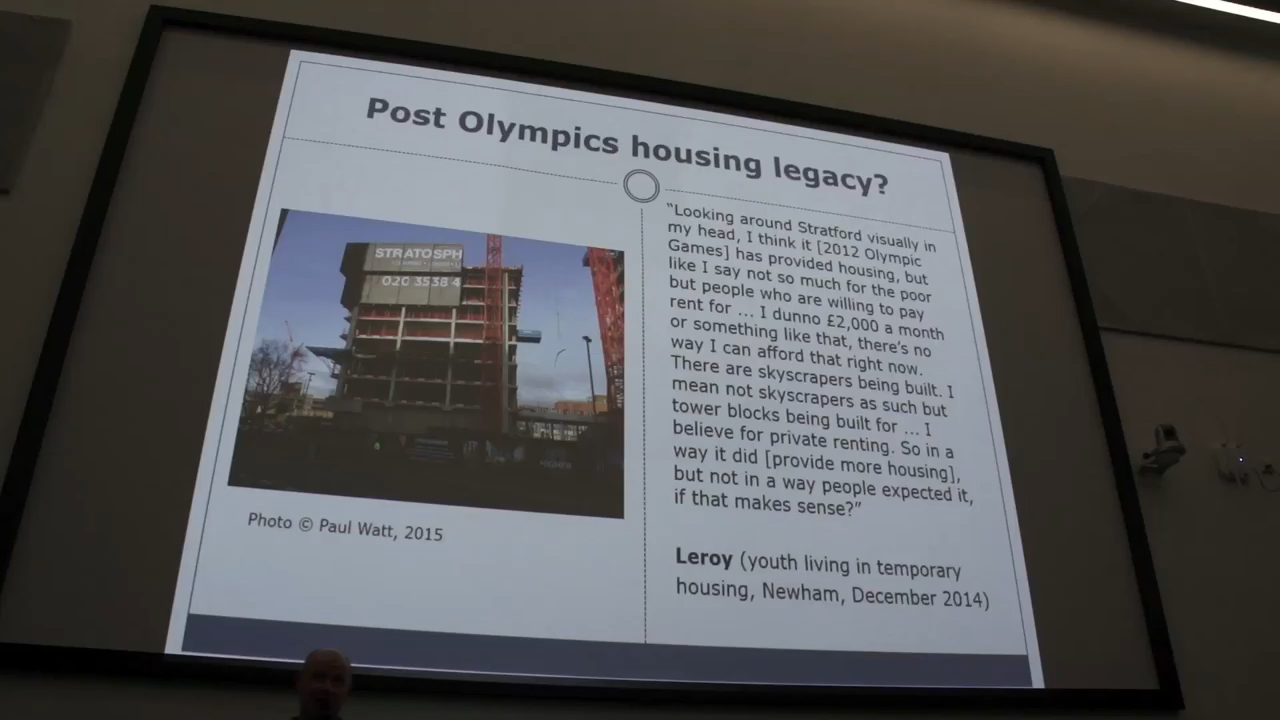 Post Olympics housing legacy?
STRATOSPH
020 3538 4
Photo © Paul Watt, 2015
“Looking around Stratford visually in
my head, I think it [2012 Olympic
Games] has provided housing, but
like I say not so much for the poor
but people who are willing to pay
rent for ... I dunno £2,000 a month
or something like that, there’s no
way I can afford that right now.
There are skyscrapers being built. I
mean not skyscrapers as such but
tower blocks being built for ... I
believe for private renting. So in a
way it did [provide more housing],
but not in a way people expected it,
if that makes sense?”
Leroy (youth living in temporary
housing, Newham, December 2014)